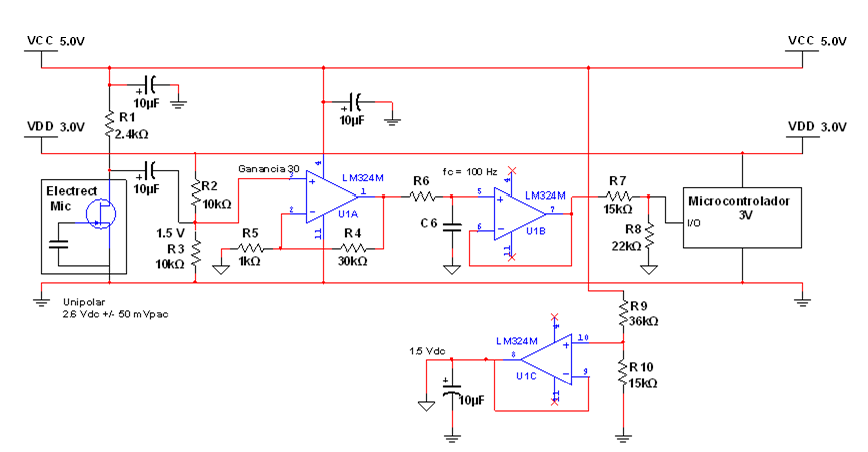 VCC 5.0V
VCC 5.0V
10µF
10µF
R1
2.4kΩ
VDD 3.0V
VDD 3.0V
Electrect
Mic
10µF
R2
10kΩ
1.5 V
R3
10kΩ
Ganancia 30
3
2
4
11
1
LM324M
U1A
R5
1kΩ
R4
30kΩ
R6
C6
fc = 100 Hz
5
6
4
11
7
LM324M
U1B
R7
15kΩ
R8
22kΩ
Microcontrolador
3V
I/O
Unipolar
2.6 Vdc +/- 50 mVpac
R9
36kΩ
R10
15kΩ
LM324M
U1C
4
10
9
8
11
1.5 Vdc
10µF